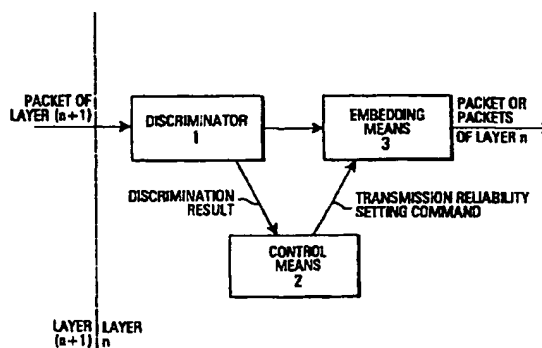 PACKET OF
LAYER (n+1)
DISCRIMINATOR
1
EMBEDDING
MEANS
3
PACKET OR
PACKETS
OF LAYER n
DISCRIMINATION
RESULT
TRANSMISSION RELIABILITY
SETTING COMMAND
CONTROL
MEANS
2
LAYER
(n+1)
LAYER
n